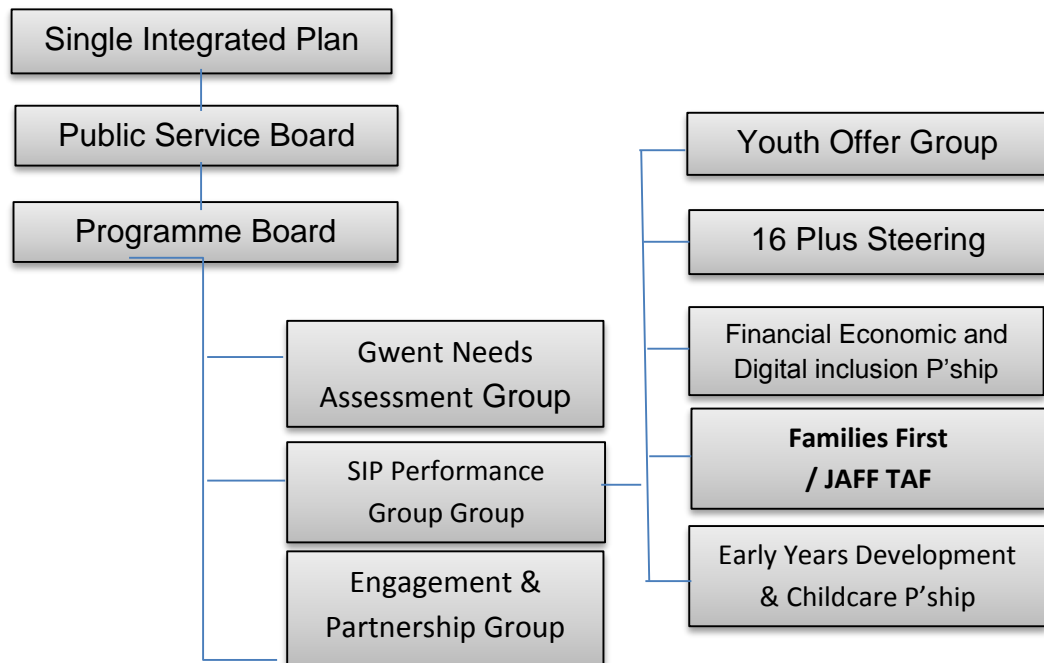 Single Integrated Plan
Public Service Board
Programme Board
Gwent Needs
Assessment Group
SIP Performance
Group Group
Engagement &
Partnership Group
Youth Offer Group
16 Plus Steering
Financial Economic and
Digital inclusion P’ship
Families First
/ JAFF TAF
Early Years Development
& Childcare P’ship